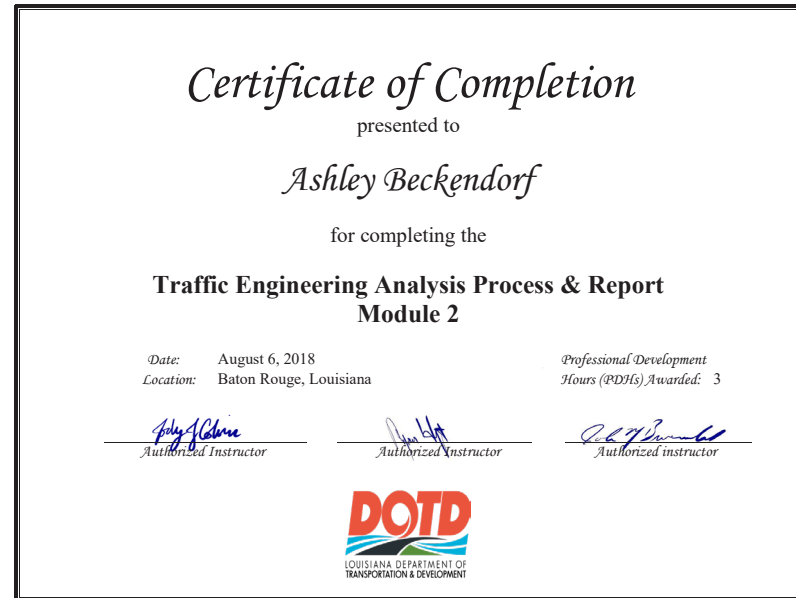 Certificate of Completion
presented to
Ashley Beckendorf
for completing the
Traffic Engineering Analysis Process & Report
Module 2
Date: August 6, 2018
Location: Baton Rouge, Louisiana
Professional Development
Hours (PDHs) Awarded: 3
Authorized Instructor
Authorized Instructor
Authorized instructor
DOTD
LOUISIANA DEPARTMENT OF
TRANSPORTATION & DEVELOPMENT